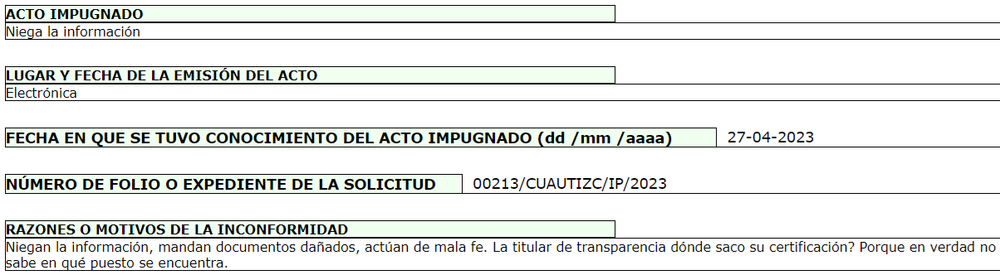 ACTO IMPUGNADO
Niega la información
LUGAR Y FECHA DE LA EMISIÓN DEL ACTO
Electrónica
FECHA EN QUE SE TUVO CONOCIMIENTO DEL ACTO IMPUGNADO (dd /mm /aaaa) 27-04-2023
NÚMERO DE FOLIO O EXPEDIENTE DE LA SOLICITUD 00213/CUAUTIZC/IP/2023
RAZONES O MOTIVOS DE LA INCONFORMIDAD
Niegan la información, mandan documentos dañados, actúan de mala fe. La titular de transparencia dónde saco su certificación? Porque en verdad no
sabe en qué puesto se encuentra.